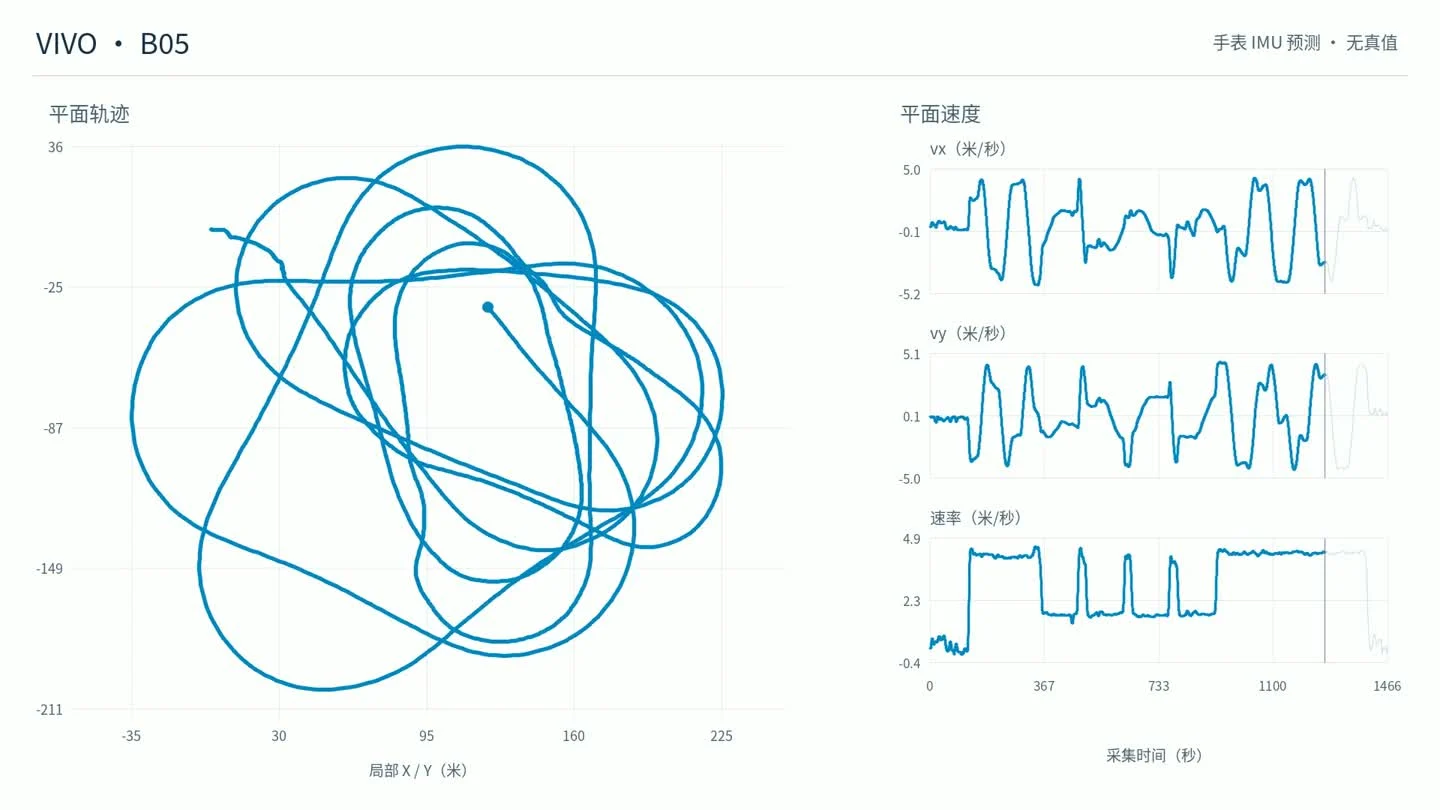 VIVO · B05
手表 IMU 预测 · 无真值
平面轨迹
36
-25
-87
-149
-211
-35 30 95 160 225
局部 X / Y（米）
平面速度
vx（米/秒）
5.0
-0.1
-5.2
vy（米/秒）
5.1
0.1
-5.0
速率（米/秒）
4.9
2.3
-0.4
0 367 733 1100 1466
采集时间（秒）